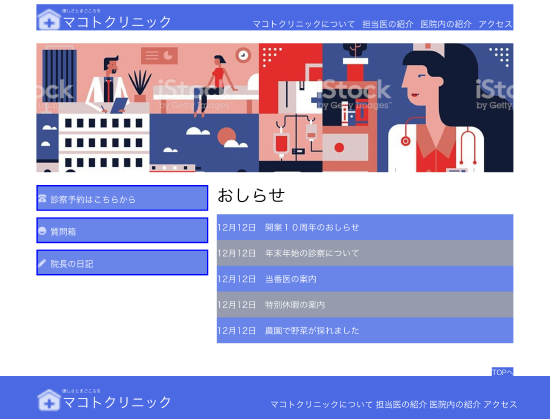 優しさとまごころを
マコトクリニック
マコトクリニックについて 担当医の紹介 医院内の紹介 アクセス
iStock
by Getty Images™
iStock
by Getty Images™
iStock
by Getty Images
診察予約はこちらから
質問箱
院長の日記
おしらせ
12月12日 開業１０周年のおしらせ
12月12日 年末年始の診察について
12月12日 当番医の案内
12月12日 特別休暇の案内
12月12日 農園で野菜が採れました
TOPへ
優しさとまごころを
マコトクリニック
マコトクリニックについて 担当医の紹介 医院内の紹介 アクセス